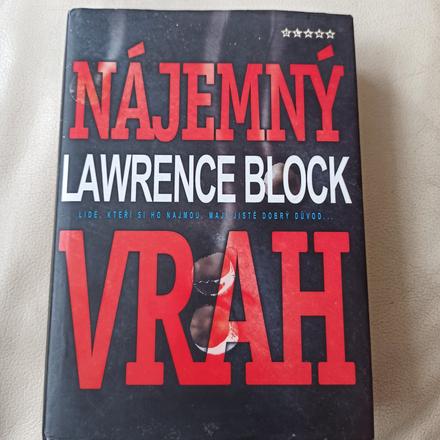 NÁJEMNÝ
LAWRENCE BLOCK
LIDÉ, KTEŘÍ SI HO NAJMOU, MAJÍ JISTĚ DOBRÝ DŮVOD...
VRAH